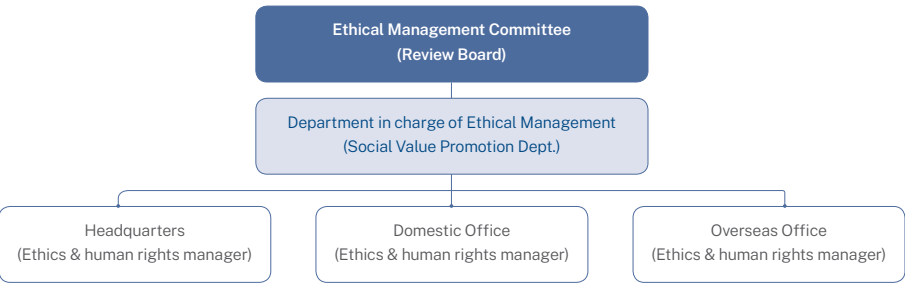 Ethical Management Committee
(Review Board)
Department in charge of Ethical Management
(Social Value Promotion Dept.)
Headquarters
(Ethics & human rights manager)
Domestic Office
(Ethics & human rights manager)
Overseas Office
(Ethics & human rights manager)